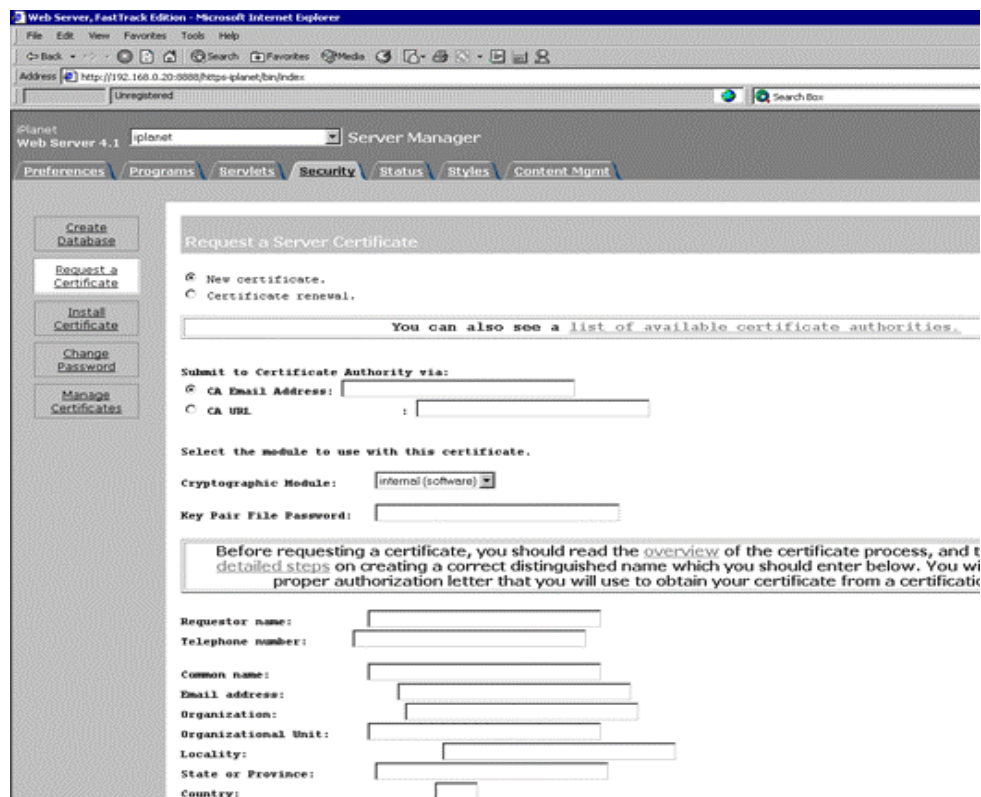 Web Server, FastTrack Edition - Microsoft Internet Explorer
File Edit View Favorites Tools Help
Back Search Favorites Media
Address http://192.168.0.20:8888/https-iplanet/bin/index
Unregistered Search Box
iPlanet
Web Server 4.1 iplanet Server Manager
Preferences Programs Servlets Security Status Styles Content Mgmt
Create
Database
Request a Server Certificate
Request a
Certificate
New certificate.
Certificate renewal.
Install
Certificate
You can also see a list of available certificate authorities.
Change
Password
Submit to Certificate Authority via:
CA Email Address:
Manage
Certificates
CA URL :
Select the module to use with this certificate.
Cryptographic Module: internal (software)
Key Pair File Password:
Before requesting a certificate, you should read the overview of the certificate process, and t
detailed steps on creating a correct distinguished name which you should enter below. You wi
proper authorization letter that you will use to obtain your certificate from a certificatio
Requestor name:
Telephone number:
Common name:
Email address:
Organization:
Organizational Unit:
Locality:
State or Province:
Country: